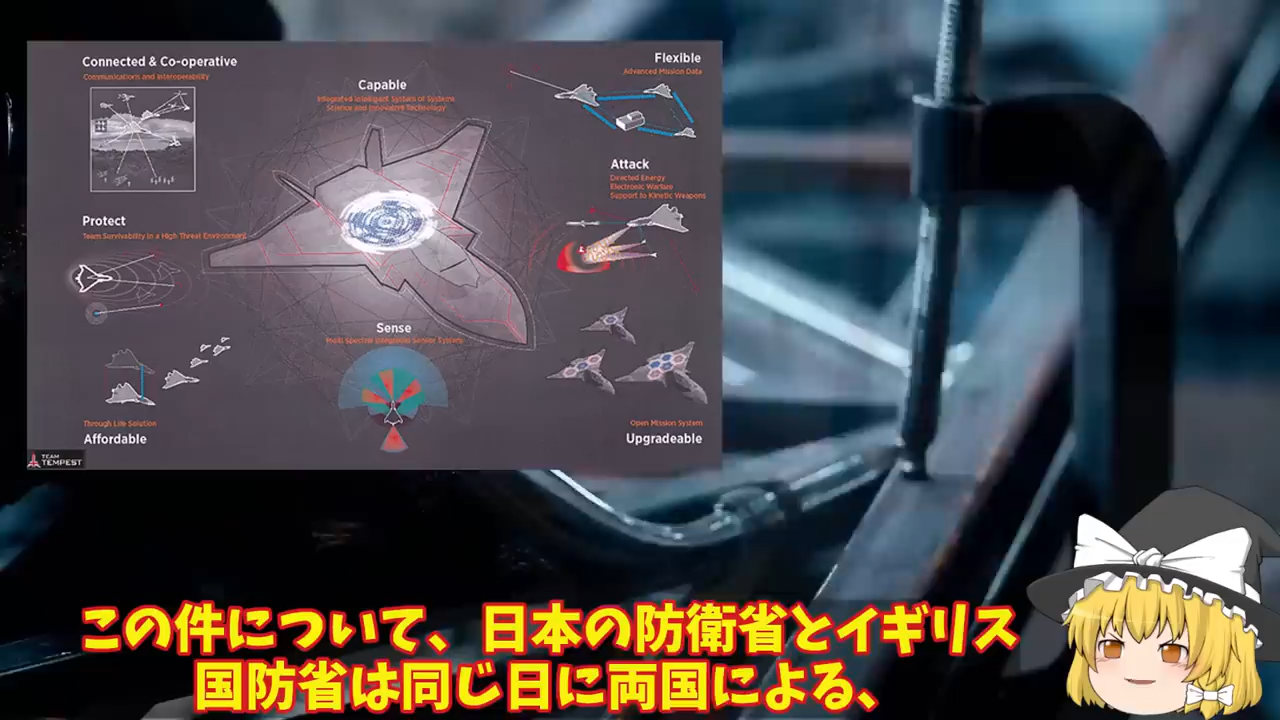 Connected & Co-operative
Communications and Interoperability
Capable
Integrated Intelligent System of Systems
Science and Innovative Technology
Flexible
Advanced Mission Data
Attack
Directed Energy
Electronic Warfare
Support to Kinetic Weapons
Protect
Team Survivability in a High Threat Environment
Sense
Multi Spectral Integrated Sensor System
Through Life Solution
Affordable
Open Mission System
Upgradeable
TEAM
TEMPEST
この件について、日本の防衛省とイギリス
国防省は同じ日に両国による、